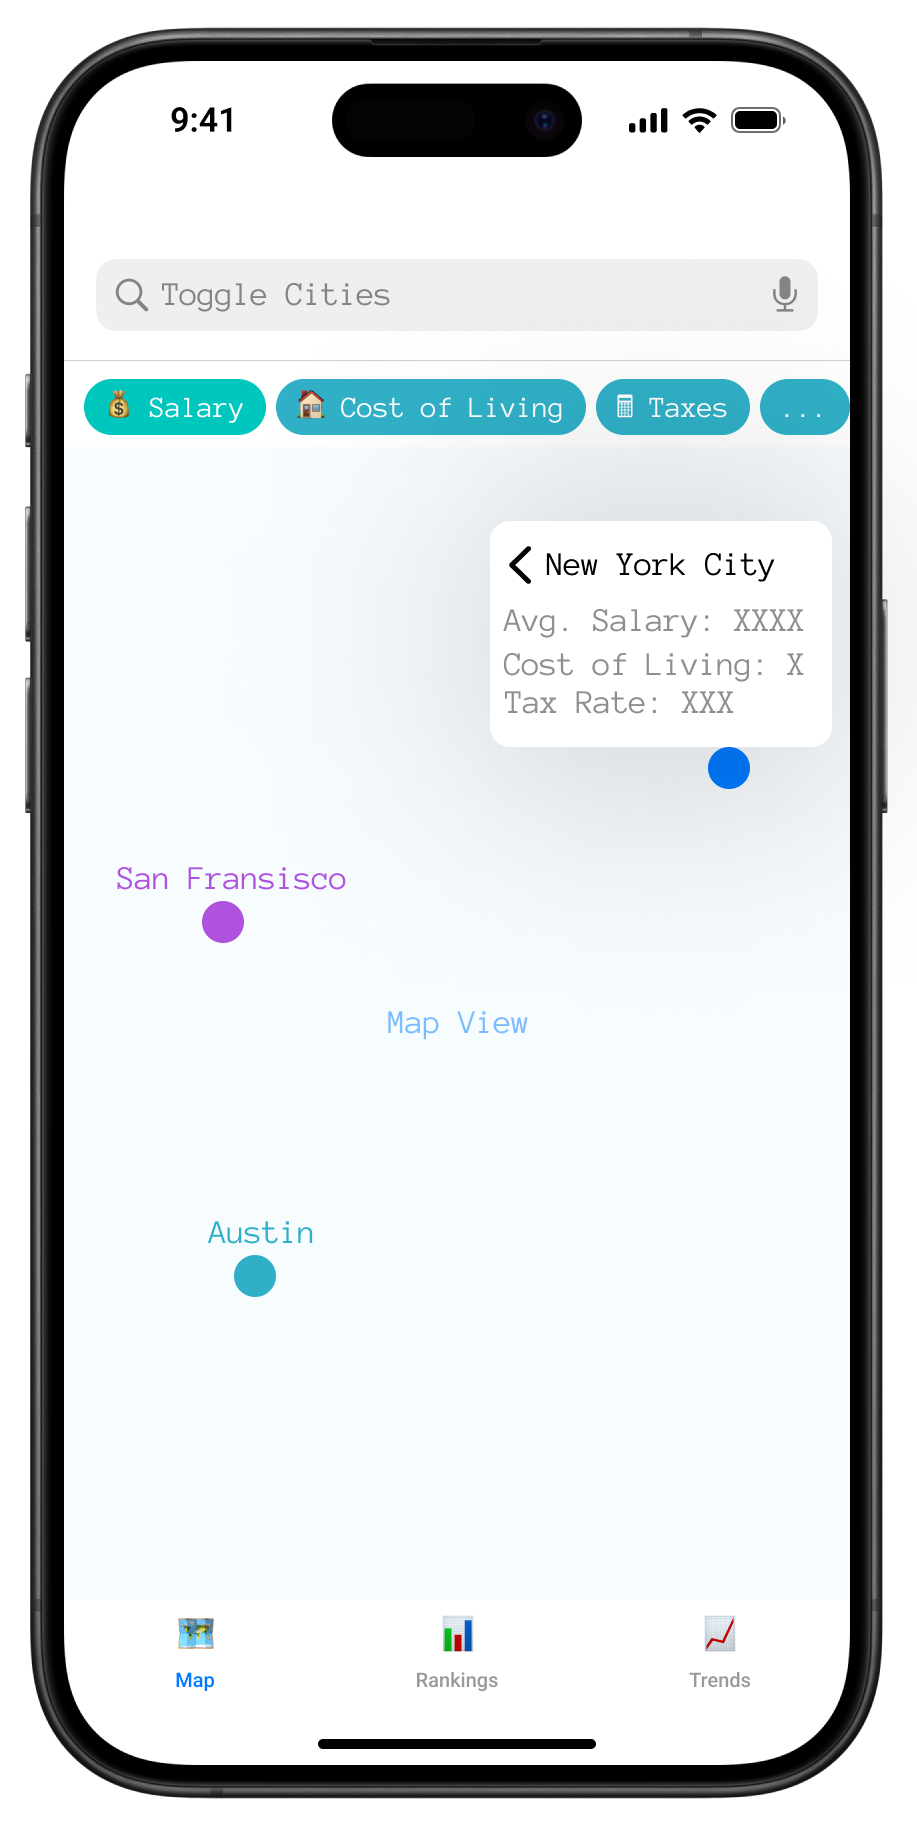 9:41
Toggle Cities
Salary
Cost of Living
Taxes
...
New York City
Avg. Salary: XXXX
Cost of Living: X
Tax Rate: XXX
San Fransisco
Map View
Austin
Map
Rankings
Trends